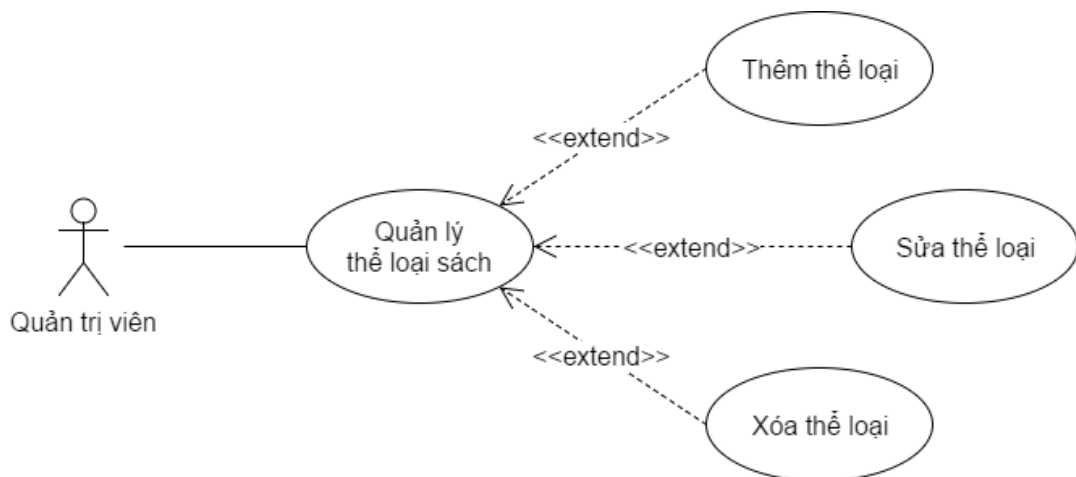 Thêm thể loại
<<extend>>
Quản lý
thể loại sách
<<extend>>
Sửa thể loại
Quản trị viên
<<extend>>
Xóa thể loại